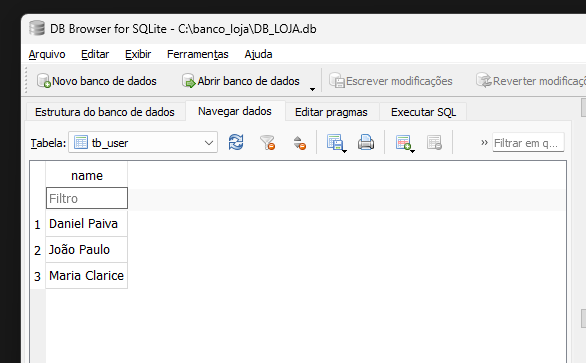 DB Browser for SQLite - C:\banco_loja\DB_LOJA.db
Arquivo Editar Exibir Ferramentas Ajuda
Novo banco de dados Abrir banco de dados Escrever modificações Reverter modificaçõ
Estrutura do banco de dados Navegar dados Editar pragmas Executar SQL
Tabela: tb_user » Filtrar em q...
name
Filtro
1 Daniel Paiva
2 João Paulo
3 Maria Clarice